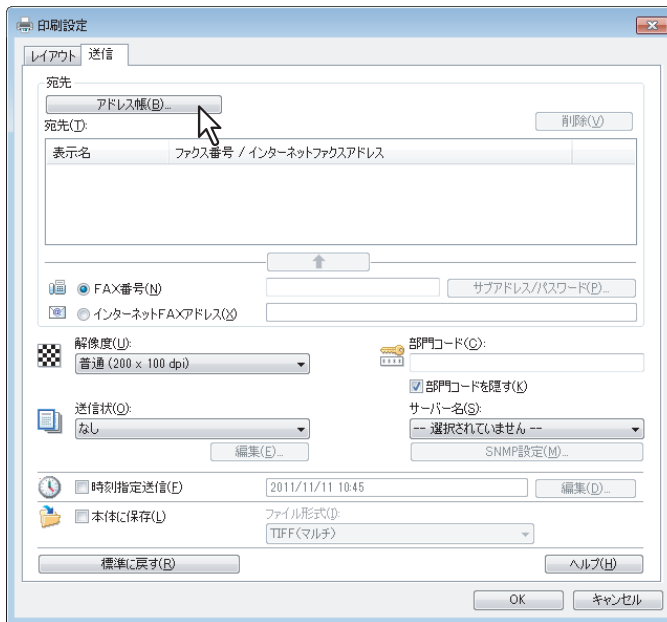 印刷設定
レイアウト 送信
宛先
アドレス帳(B)...
宛先(T):
削除(V)
表示名 ファクス番号 / インターネットファクスアドレス
FAX番号(N)
サブアドレス/パスワード(P)...
インターネットFAXアドレス(X)
解像度(U):
部門コード(C):
普通 (200 x 100 dpi)
部門コードを隠す(K)
送信状(O):
サーバー名(S):
なし
-- 選択されていません --
編集(E)...
SNMP設定(M)...
時刻指定送信(F)
2011/11/11 10:45
編集(D)...
本体に保存(L)
ファイル形式(I):
TIFF(マルチ)
標準に戻す(R)
ヘルプ(H)
OK
キャンセル